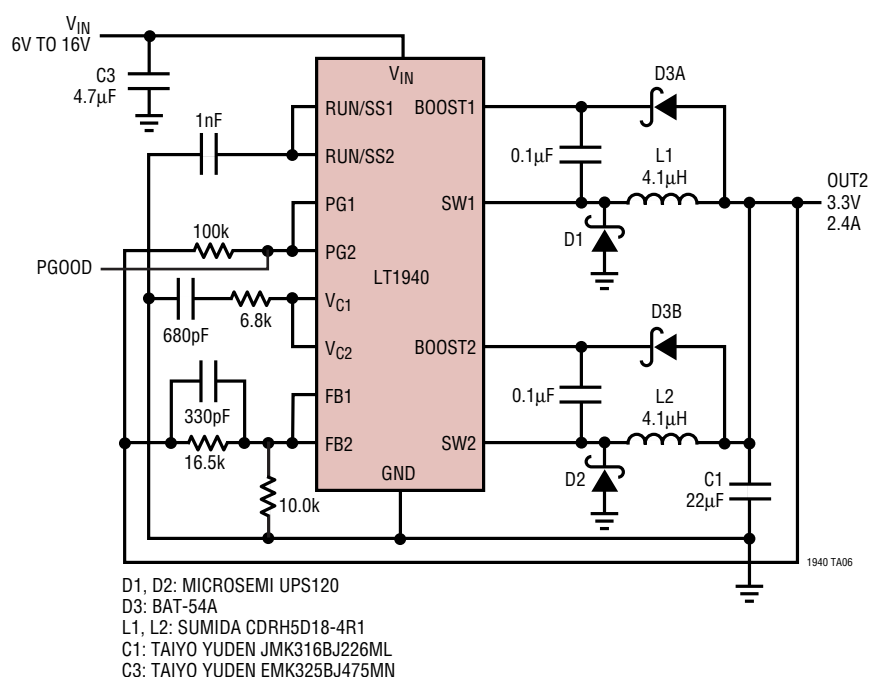 VIN
6V TO 16V
C3
4.7µF
1nF
RUN/SS1
RUN/SS2
PG1
100k
PG2
PGOOD
VC1
680pF
6.8k
VC2
330pF
FB1
16.5k
FB2
10.0k
VIN
LT1940
GND
BOOST1
D3A
0.1µF
L1
4.1µH
SW1
D1
OUT2
3.3V
2.4A
BOOST2
D3B
0.1µF
L2
4.1µH
SW2
D2
C1
22µF
1940 TA06
D1, D2: MICROSEMI UPS120
D3: BAT-54A
L1, L2: SUMIDA CDRH5D18-4R1
C1: TAIYO YUDEN JMK316BJ226ML
C3: TAIYO YUDEN EMK325BJ475MN